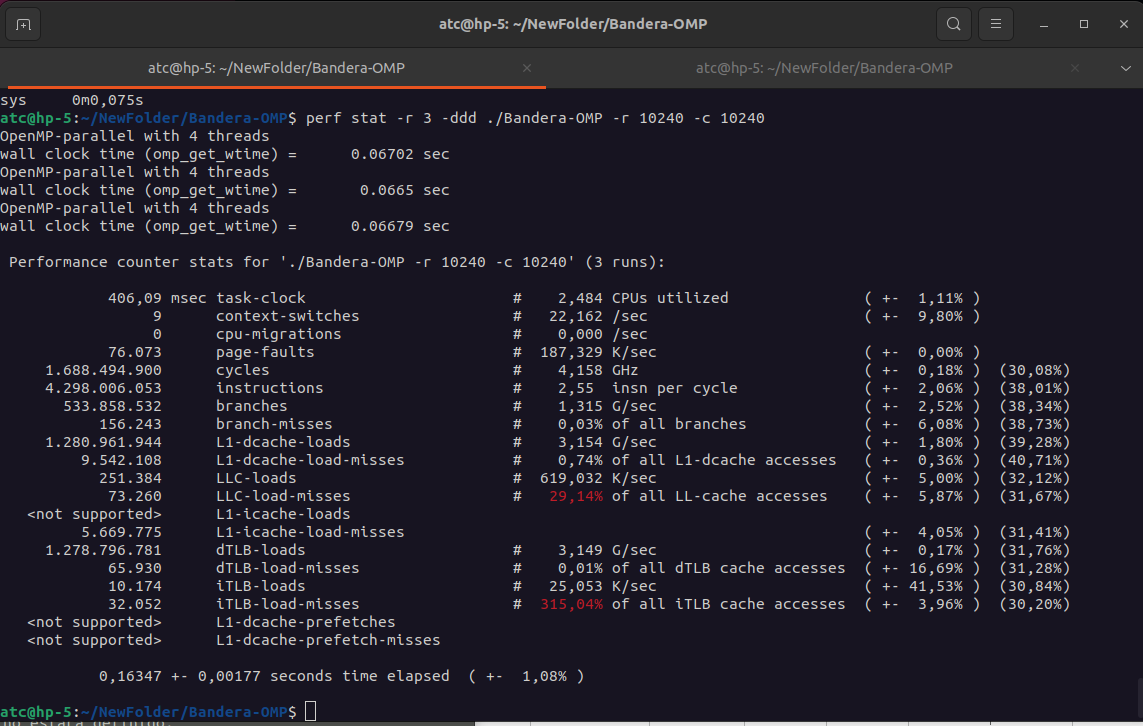 atc@hp-5: ~/NewFolder/Bandera-OMP
atc@hp-5: ~/NewFolder/Bandera-OMP
atc@hp-5: ~/NewFolder/Bandera-OMP
sys     0m0,075s
atc@hp-5:~/NewFolder/Bandera-OMP$ perf stat -r 3 -ddd ./Bandera-OMP -r 10240 -c 10240
OpenMP-parallel with 4 threads
wall clock time (omp_get_wtime) =      0.06702 sec
OpenMP-parallel with 4 threads
wall clock time (omp_get_wtime) =       0.0665 sec
OpenMP-parallel with 4 threads
wall clock time (omp_get_wtime) =      0.06679 sec
Performance counter stats for './Bandera-OMP -r 10240 -c 10240' (3 runs):
406,09 msec task-clock # 2,484 CPUs utilized ( +- 1,11% )
9 context-switches # 22,162 /sec ( +- 9,80% )
0 cpu-migrations # 0,000 /sec
76.073 page-faults # 187,329 K/sec ( +- 0,00% )
1.688.494.900 cycles # 4,158 GHz ( +- 0,18% ) (30,08%)
4.298.006.053 instructions # 2,55 insn per cycle ( +- 2,06% ) (38,01%)
533.858.532 branches # 1,315 G/sec ( +- 2,52% ) (38,34%)
156.243 branch-misses # 0,03% of all branches ( +- 6,08% ) (38,73%)
1.280.961.944 L1-dcache-loads # 3,154 G/sec ( +- 1,80% ) (39,28%)
9.542.108 L1-dcache-load-misses # 0,74% of all L1-dcache accesses ( +- 0,36% ) (40,71%)
251.384 LLC-loads # 619,032 K/sec ( +- 5,00% ) (32,12%)
73.260 LLC-load-misses # 29,14% of all LL-cache accesses ( +- 5,87% ) (31,67%)
<not supported> L1-icache-loads
5.669.775 L1-icache-load-misses ( +- 4,05% ) (31,41%)
1.278.796.781 dTLB-loads # 3,149 G/sec ( +- 0,17% ) (31,76%)
65.930 dTLB-load-misses # 0,01% of all dTLB cache accesses ( +- 16,69% ) (31,28%)
10.174 iTLB-loads # 25,053 K/sec ( +- 41,53% ) (30,84%)
32.052 iTLB-load-misses # 315,04% of all iTLB cache accesses ( +- 3,96% ) (30,20%)
<not supported> L1-dcache-prefetches
<not supported> L1-dcache-prefetch-misses
0,16347 +- 0,00177 seconds time elapsed ( +- 1,08% )
atc@hp-5:~/NewFolder/Bandera-OMP$